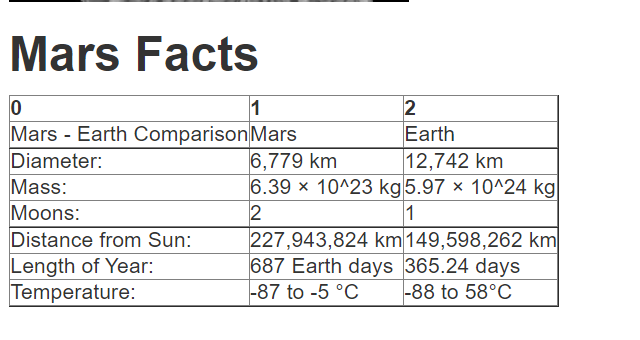 Mars Facts
0 1 2
Mars - Earth Comparison Mars Earth
Diameter: 6,779 km 12,742 km
Mass: 6.39 × 10^23 kg 5.97 × 10^24 kg
Moons: 2 1
Distance from Sun: 227,943,824 km 149,598,262 km
Length of Year: 687 Earth days 365.24 days
Temperature: -87 to -5 °C -88 to 58°C